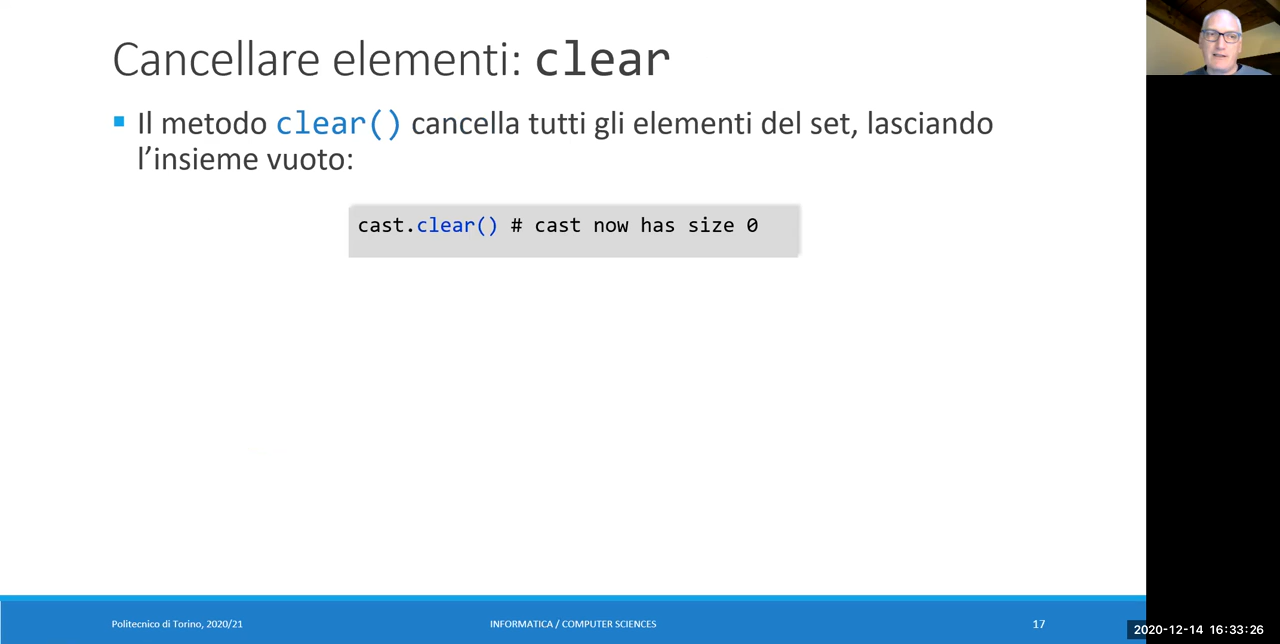 Cancellare elementi: clear
Il metodo clear() cancella tutti gli elementi del set, lasciando
l’insieme vuoto:
cast.clear() # cast now has size 0
Politecnico di Torino, 2020/21
INFORMATICA / COMPUTER SCIENCES
17
2020-12-14 16:33:26